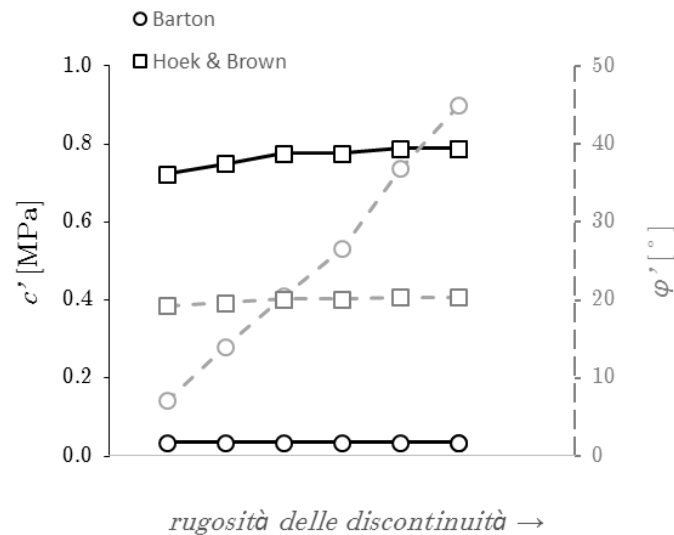 Barton
Hoek & Brown
1.0
0.8
0.6
0.4
0.2
0.0
c’ [MPa]
50
40
30
20
10
0
φ’ [°]
rugosità delle discontinuità →